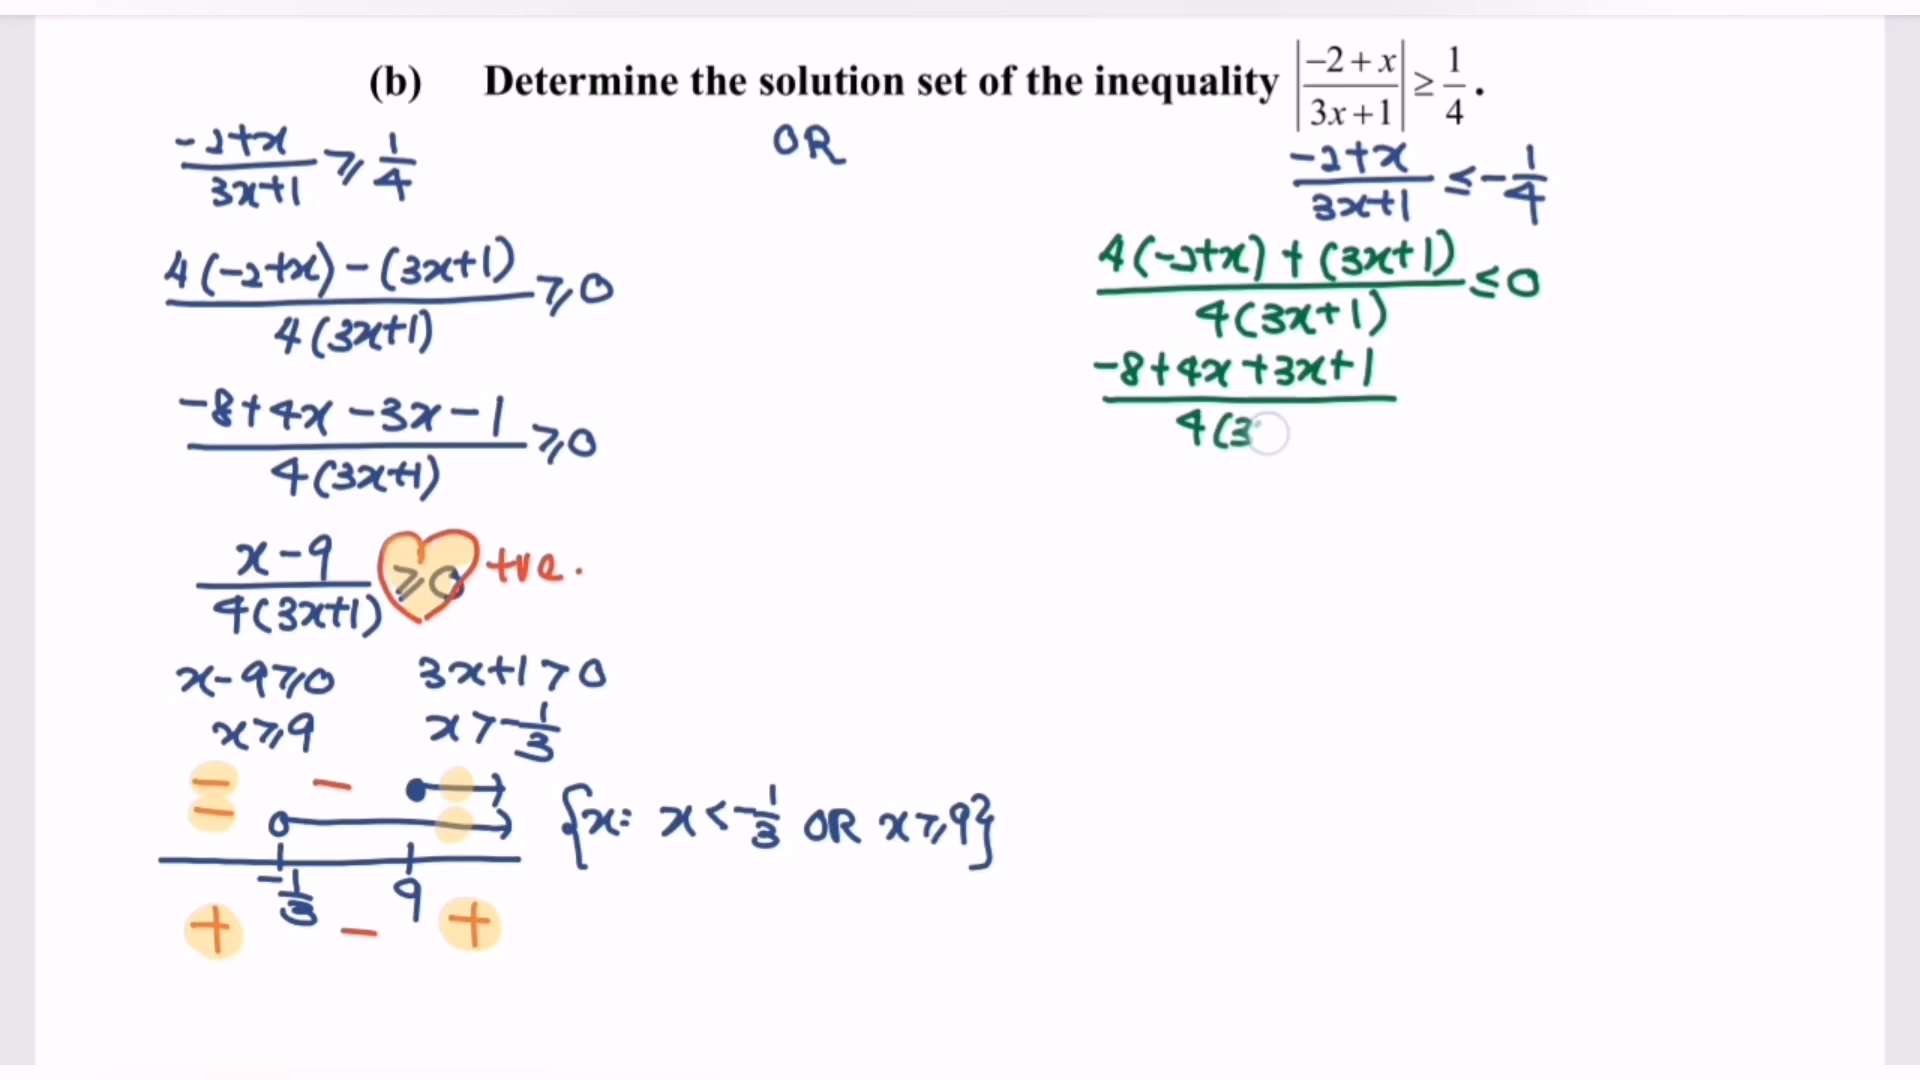 (b) Determine the solution set of the inequality |(-2+x)/(3x+1)| ≥ 1/4 .
(-2+x)/(3x+1) ≥ 1/4
OR
(-2+x)/(3x+1) ≤ -1/4
(4(-2+x)-(3x+1))/(4(3x+1)) ≥ 0
(-8+4x-3x-1)/(4(3x+1)) ≥ 0
(x-9)/(4(3x+1)) ≥ 0 +ve.
x-9 ≥ 0 3x+1 > 0
x ≥ 9 x > -1/3
- -
-
-1/3 9
+ - +
{x: x < -1/3 OR x ≥ 9}
(4(-2+x)+(3x+1))/(4(3x+1)) ≤ 0
(-8+4x+3x+1)/(4(3